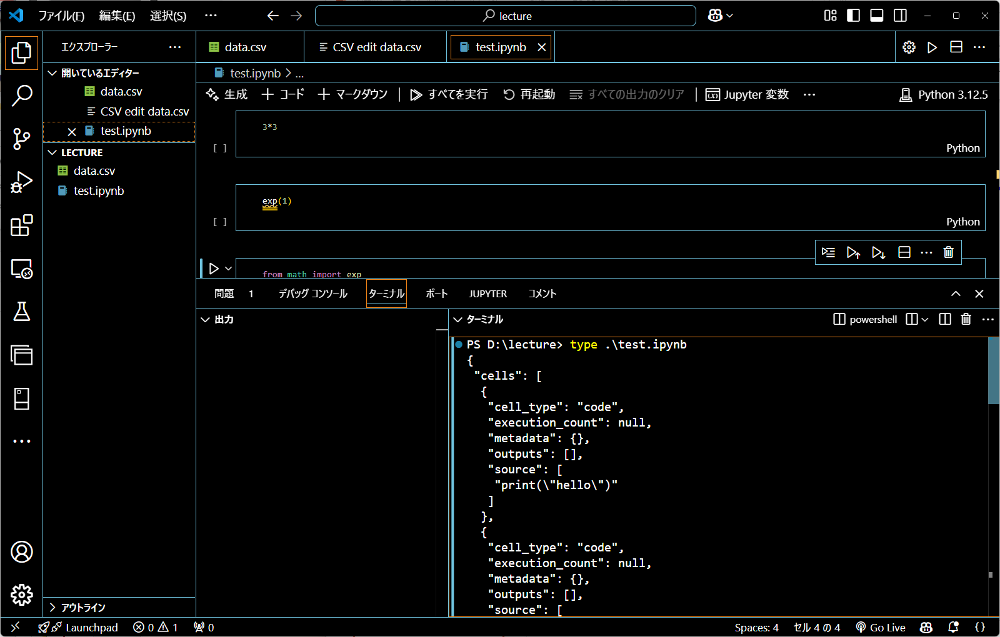 ファイル(F) 編集(E) 選択(S) ... lecture
エクスプローラー ...
data.csv CSV edit data.csv test.ipynb
開いているエディター
data.csv
CSV edit data.csv
test.ipynb
LECTURE
data.csv
test.ipynb
アウトライン
test.ipynb > ...
生成 + コード + マークダウン すべてを実行 再起動 すべての出力のクリア Jupyter 変数 ... Python 3.12.5
3*3
[ ] Python
exp(1)
[ ] Python
from math import exp
問題 1 デバッグ コンソール ターミナル ポート JUPYTER コメント
出力
ターミナル powershell
PS D:\lecture> type .\test.ipynb
{
"cells": [
{
"cell_type": "code",
"execution_count": null,
"metadata": {},
"outputs": [],
"source": [
"print(\"hello\")"
]
},
{
"cell_type": "code",
"execution_count": null,
"metadata": {},
"outputs": [],
"source": [
Launchpad 0 1 0 Spaces: 4 セル 4 の 4 Go Live {}